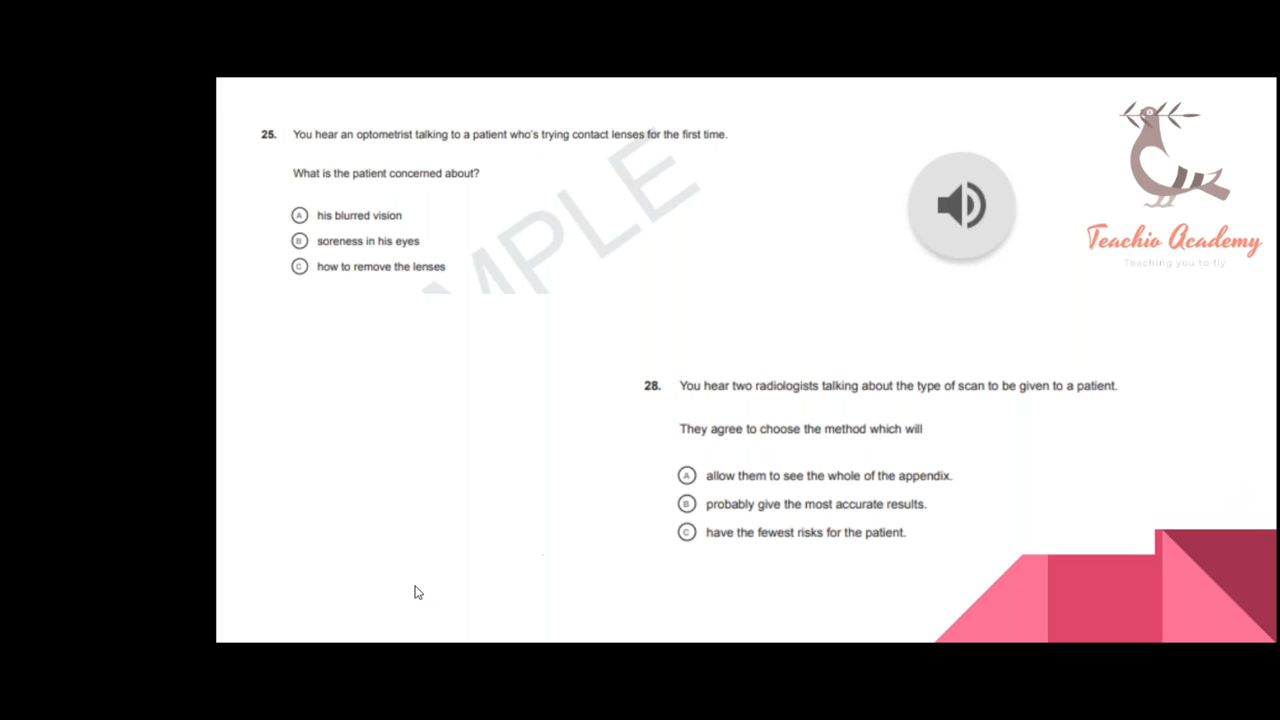 25. You hear an optometrist talking to a patient who's trying contact lenses for the first time.
What is the patient concerned about?
A his blurred vision
B soreness in his eyes
C how to remove the lenses
MPLE
Teachio Academy
Teaching you to fly
28. You hear two radiologists talking about the type of scan to be given to a patient.
They agree to choose the method which will
A allow them to see the whole of the appendix.
B probably give the most accurate results.
C have the fewest risks for the patient.